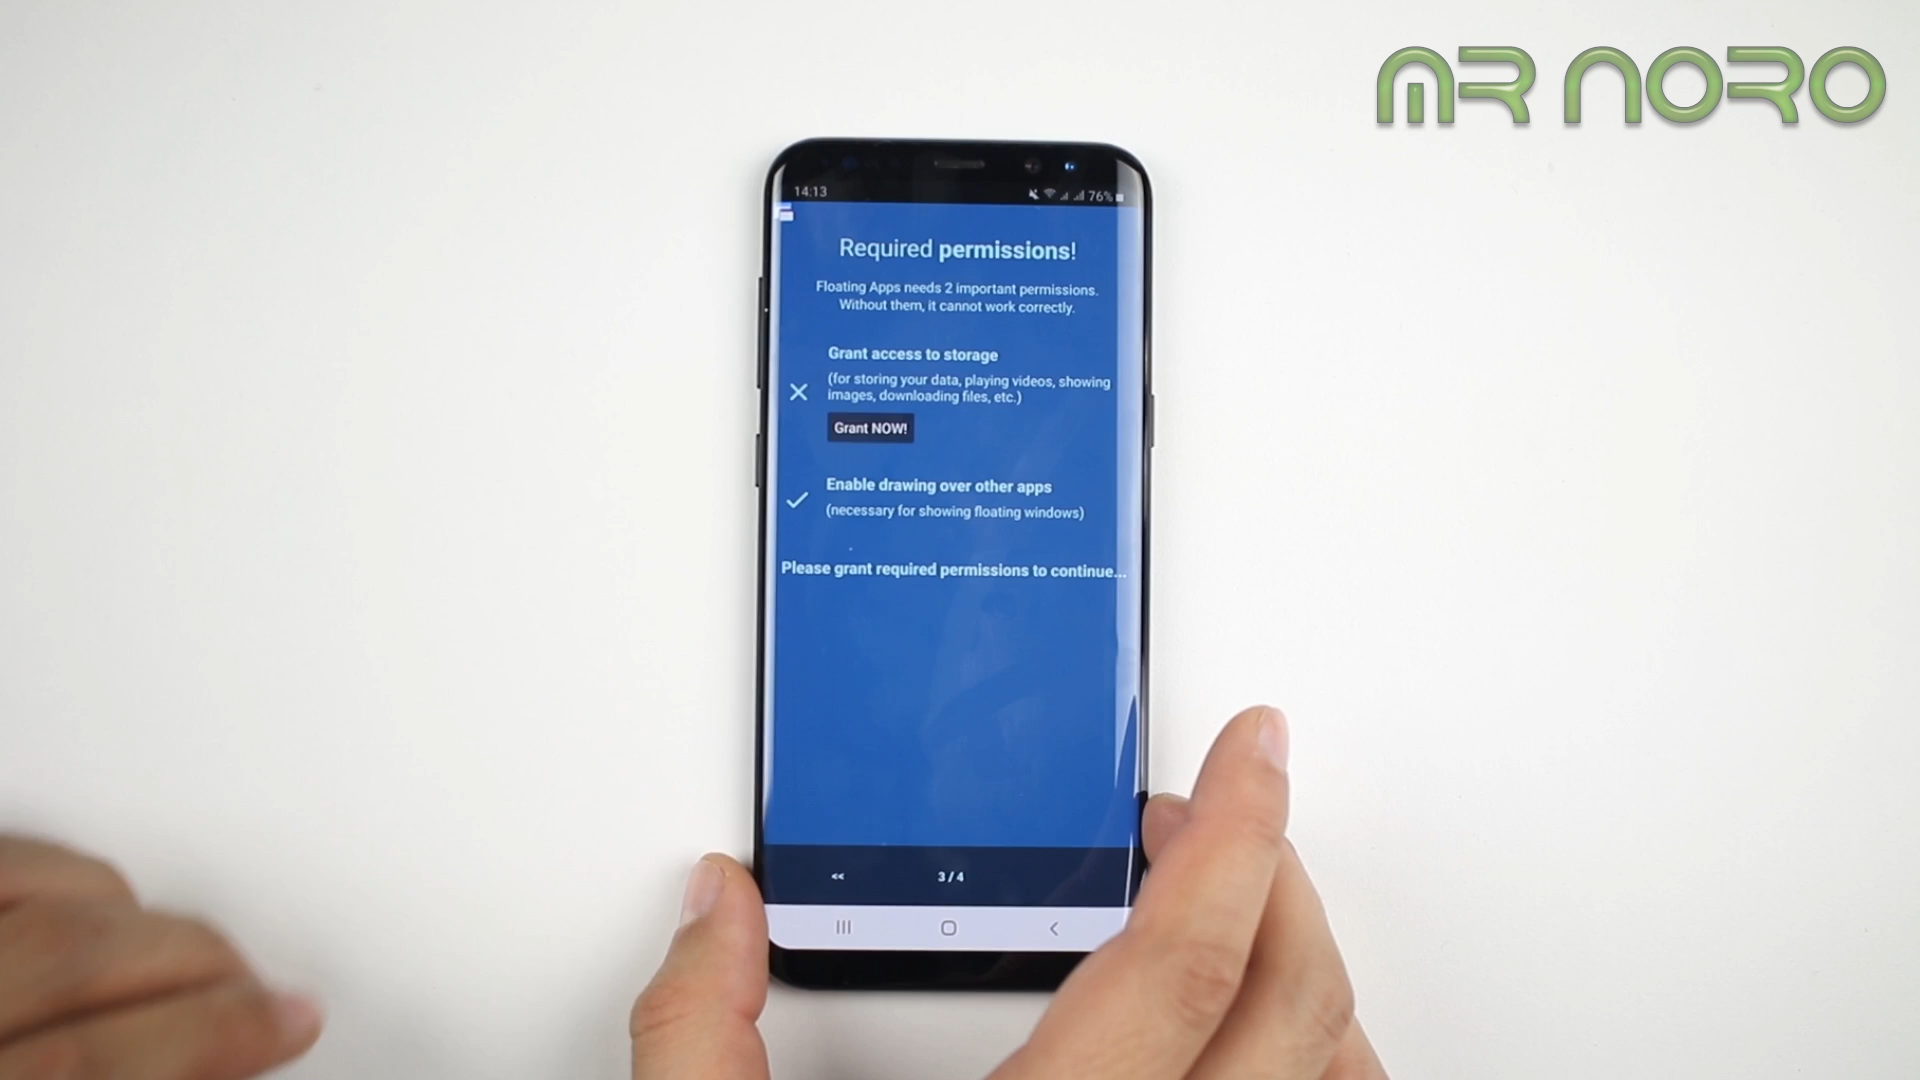 MR NORO
14:13
76%
Required permissions!
Floating Apps needs 2 important permissions.
Without them, it cannot work correctly.
Grant access to storage
(for storing your data, playing videos, showing
images, downloading files, etc.)
Grant NOW!
Enable drawing over other apps
(necessary for showing floating windows)
Please grant required permissions to continue...
<< 3 / 4